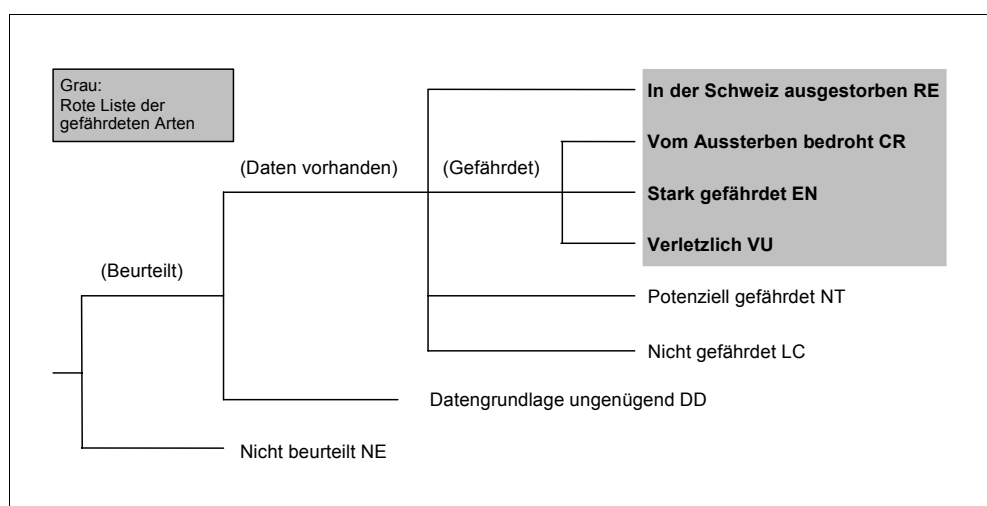 Grau:
Rote Liste der
gefährdeten Arten
In der Schweiz ausgestorben RE
Vom Aussterben bedroht CR
(Daten vorhanden)
(Gefährdet)
Stark gefährdet EN
Verletzlich VU
(Beurteilt)
Potenziell gefährdet NT
Nicht gefährdet LC
Datengrundlage ungenügend DD
Nicht beurteilt NE